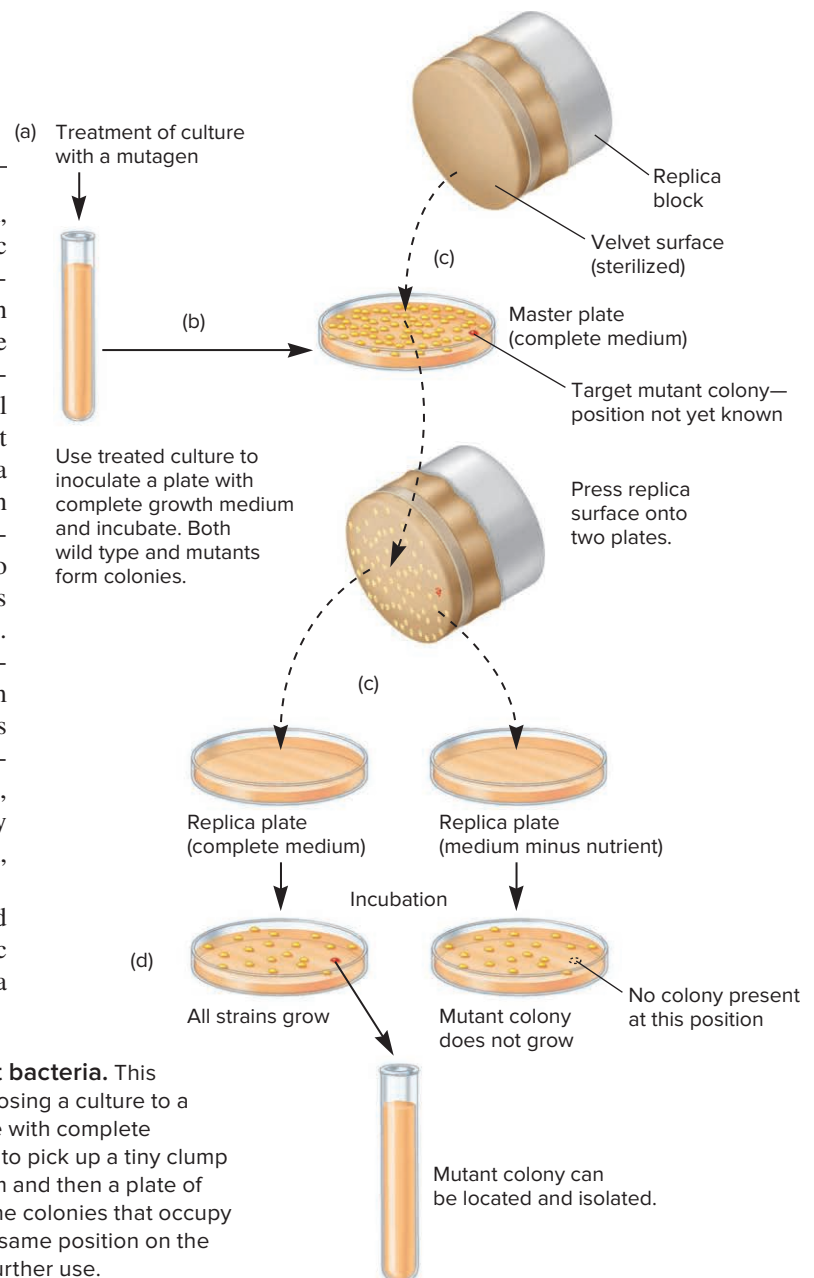 (a) Treatment of culture
with a mutagen
Replica
block
Velvet surface
(sterilized)
(c)
(b)
Master plate
(complete medium)
Target mutant colony—
position not yet known
Use treated culture to
inoculate a plate with
complete growth medium
and incubate. Both
wild type and mutants
form colonies.
Press replica
surface onto
two plates.
(c)
Replica plate
(complete medium)
Replica plate
(medium minus nutrient)
Incubation
(d)
All strains grow
Mutant colony
does not grow
No colony present
at this position
Mutant colony can
be located and isolated.
t bacteria. This
osing a culture to a
e with complete
to pick up a tiny clump
n and then a plate of
ne colonies that occupy
same position on the
urther use.